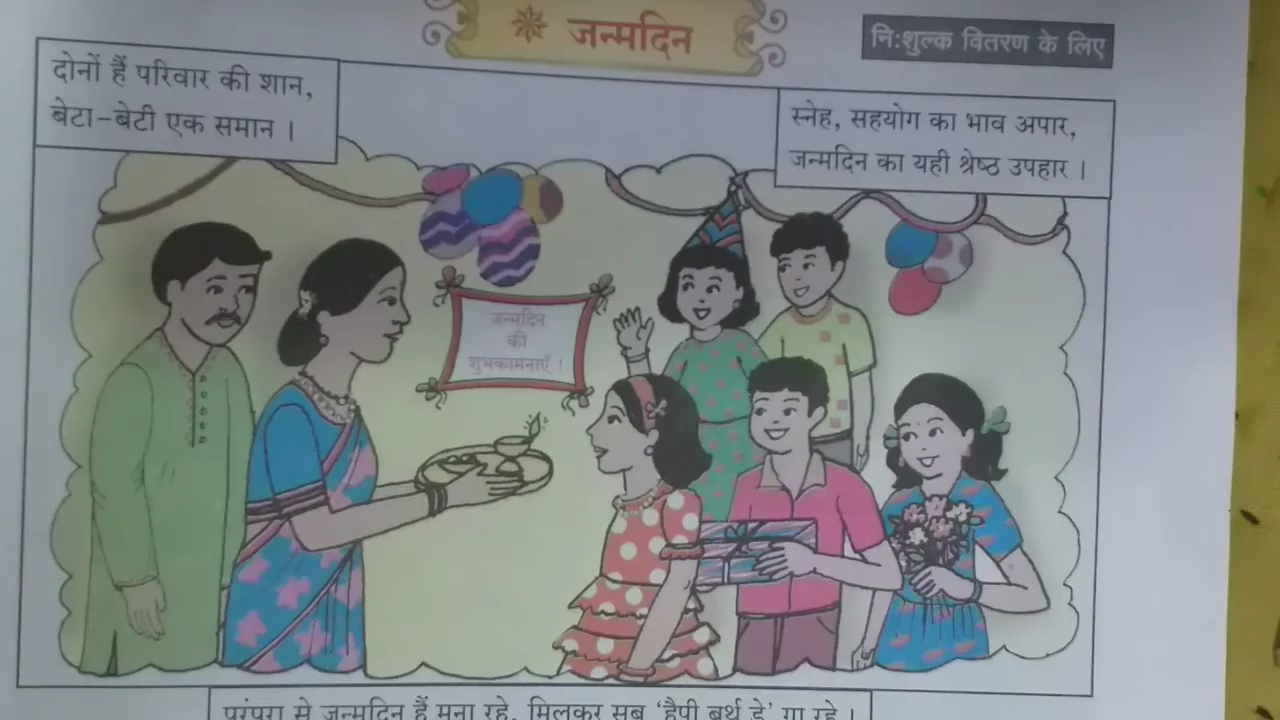 जन्मदिन
निःशुल्क वितरण के लिए
दोनों हैं परिवार की शान,
बेटा-बेटी एक समान ।
स्नेह, सहयोग का भाव अपार,
जन्मदिन का यही श्रेष्ठ उपहार ।
जन्मदिन
की
शुभकामनाएँ !
परंपरा से जन्मदिन हैं मना रहे, मिलकर सब ‘हैपी बर्थ डे’ गा रहे ।